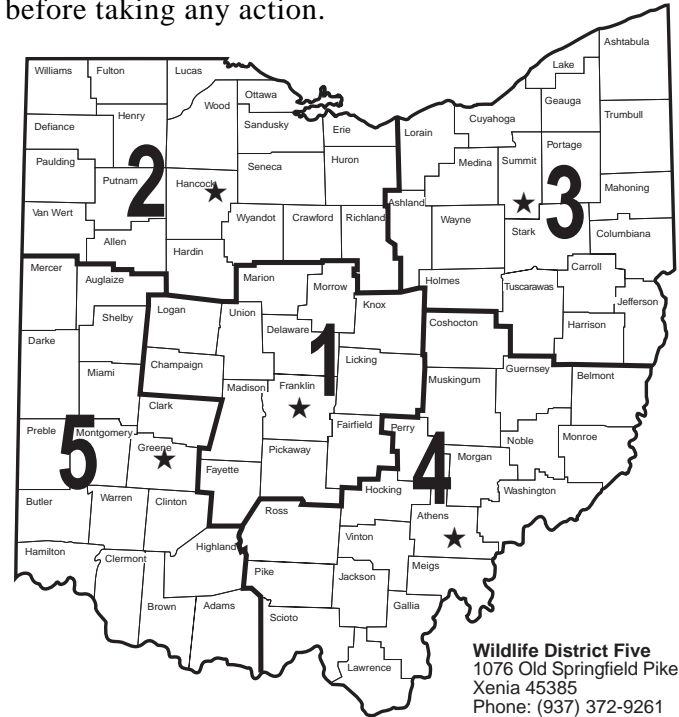 before taking any action.
Ashtabula
Lake
Williams
Fulton
Lucas
Geauga
Ottawa
Wood
Cuyahoga
Trumbull
Henry
Sandusky
Erie
Lorain
Defiance
Portage
Medina
Summit
Huron
Paulding
Seneca
2
Putnam
Hancock
3
Mahoning
Ashland
Van Wert
Wyandot
Crawford
Richland
Wayne
Stark
Columbiana
Allen
Hardin
Carroll
Mercer
Marion
Holmes
Auglaize
Morrow
Tuscarawas
Jefferson
Logan
Union
Knox
Shelby
Coshocton
Harrison
Delaware
1
Darke
Licking
Champaign
Guernsey
Miami
Muskingum
Belmont
Madison
Franklin
Clark
Fairfield
Perry
Preble
Montgomery
Noble
Monroe
5
Greene
Pickaway
4
Morgan
Fayette
Hocking
Washington
Butler
Warren
Clinton
Ross
Athens
Vinton
Highland
Hamilton
Clermont
Meigs
Pike
Jackson
Brown
Adams
Gallia
Scioto
Lawrence
Wildlife District Five
1076 Old Springfield Pike
Xenia 45385
Phone: (937) 372-9261